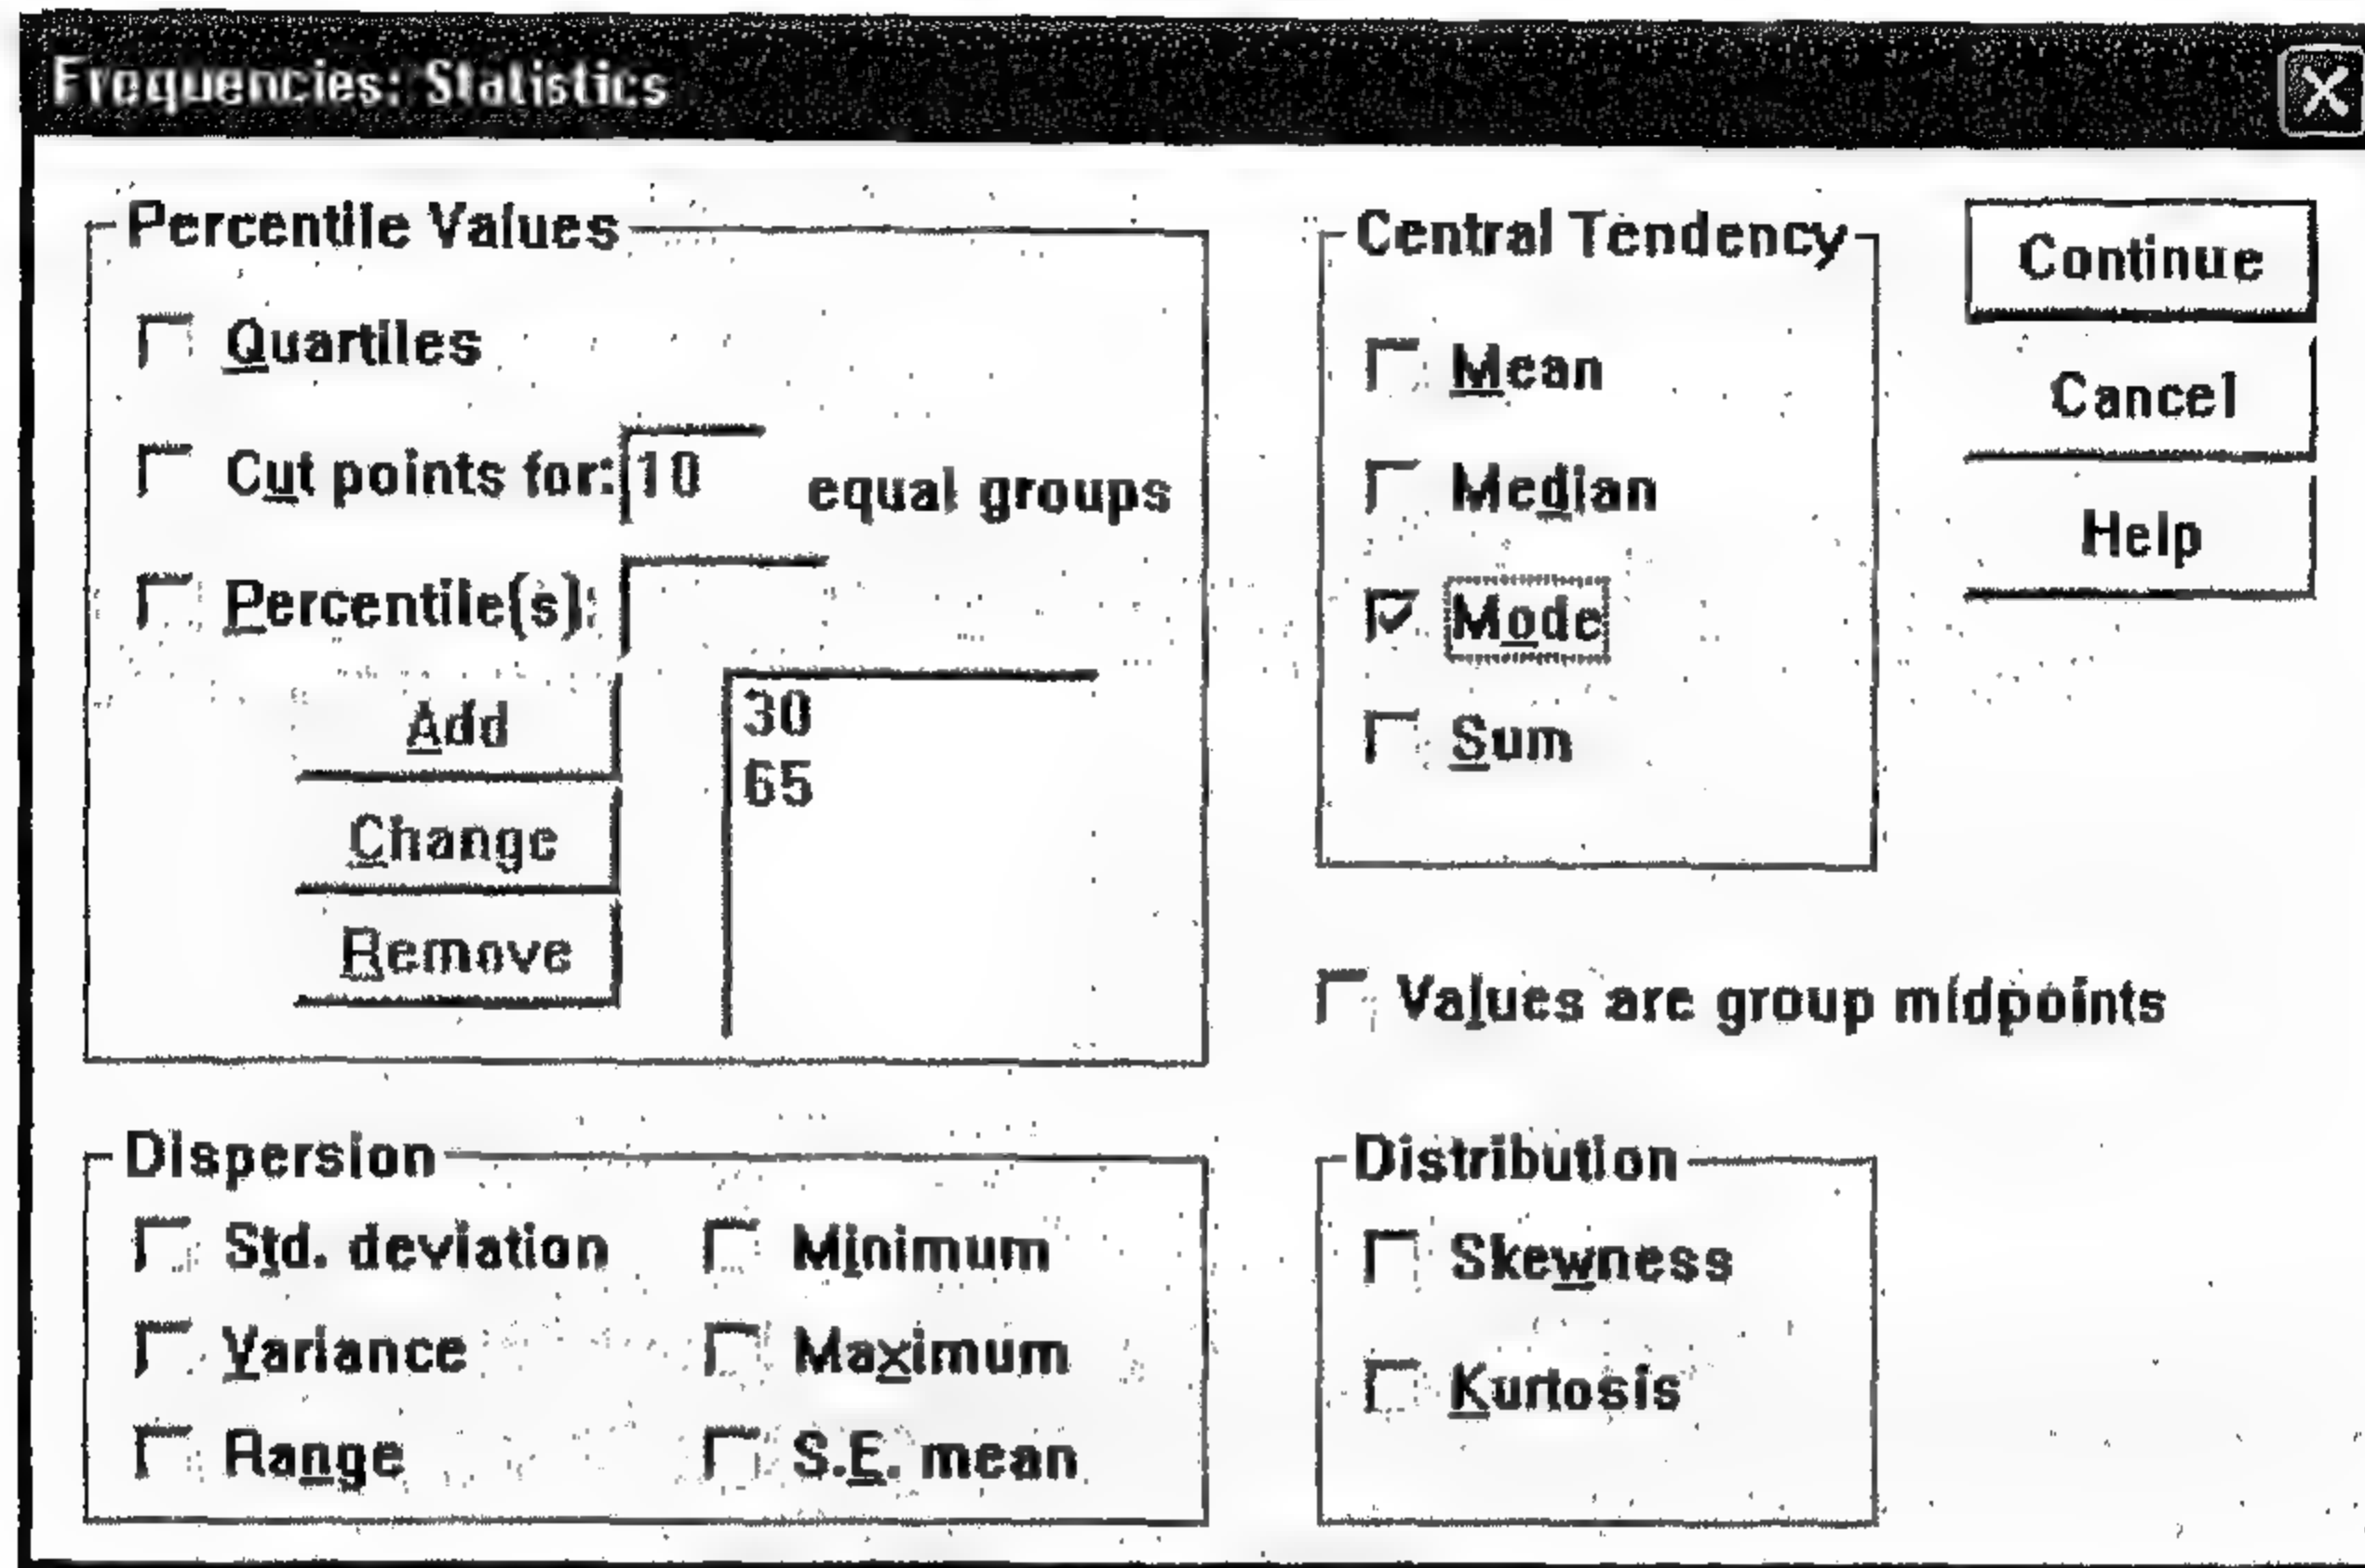 Frequencies: Statistics
Percentile Values
Quartiles
Cut points for: 10 equal groups
Percentile(s):
Add
Change
Remove
30
65
Central Tendency
Mean
Median
Mode
Sum
Continue
Cancel
Help
Values are group midpoints
Dispersion
Std. deviation
Minimum
Variance
Maximum
Range
S.E. mean
Distribution
Skewness
Kurtosis